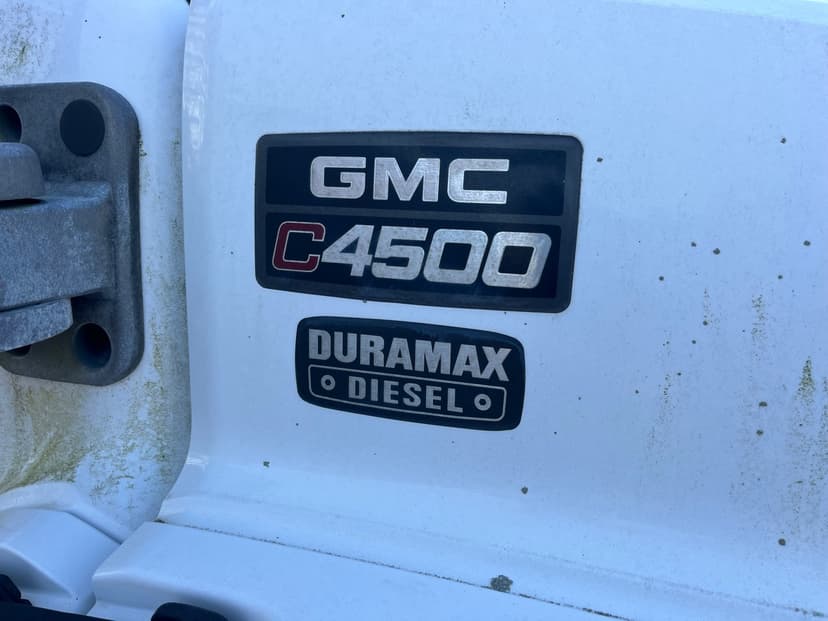 GMC
C4500
DURAMAX
DIESEL